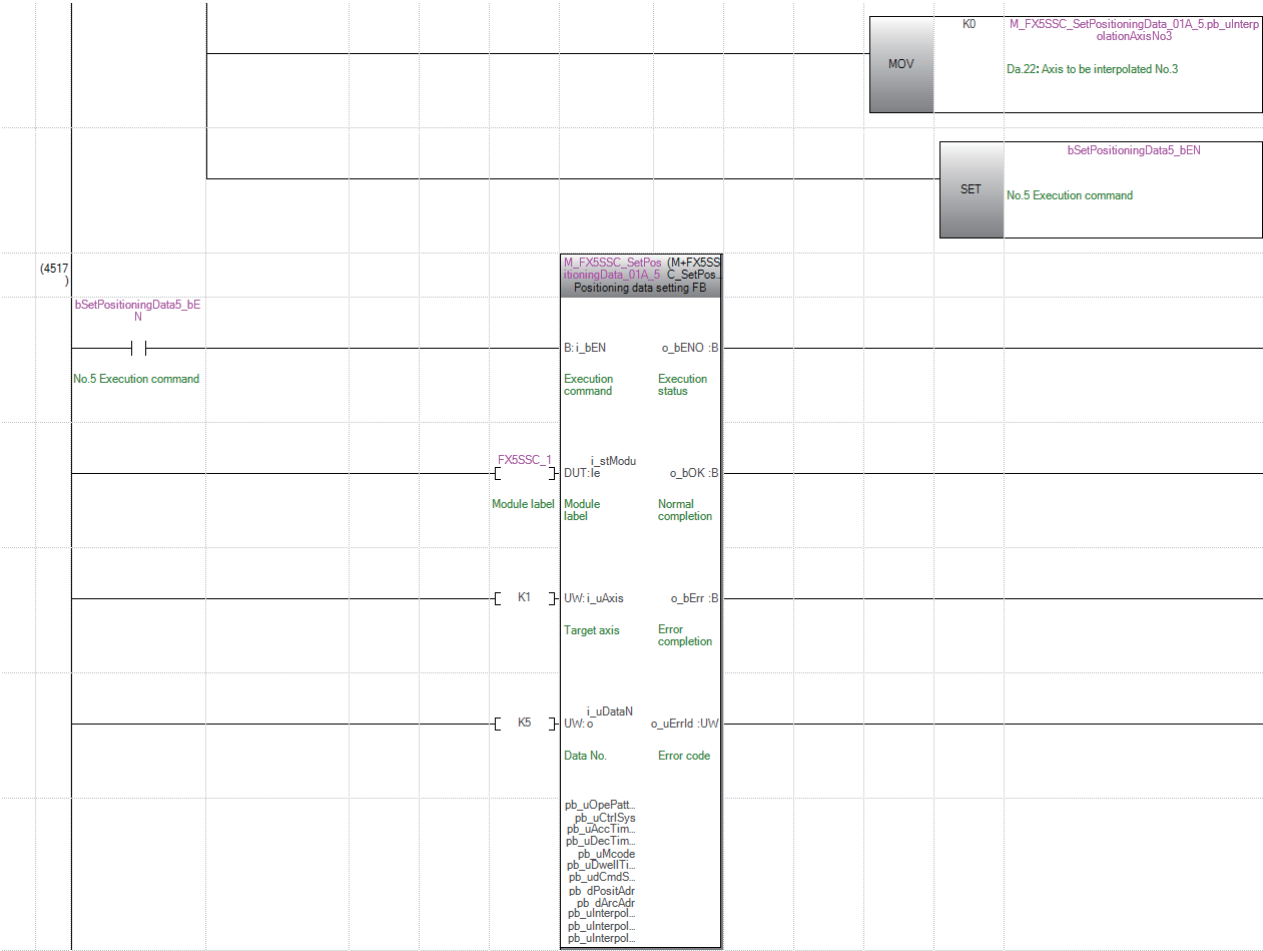 K0
M_FX5SSC_SetPositioningData_01A_5.pb_uInterp
olationAxisNo3
MOV
Da.22: Axis to be interpolated No.3
bSetPositioningData5_bEN
SET
No.5 Execution command
(4517
)
M_FX5SSC_SetPos (M+FX5SS
itioningData_01A_5 C_SetPos...
Positioning data setting FB
bSetPositioningData5_bE
N
B: i_bEN
o_bENO :B
No.5 Execution command
Execution
command
Execution
status
FX5SSC_1
i_stModu
DUT: le
o_bOK :B
Module label
Module
label
Normal
completion
K1
UW: i_uAxis
o_bErr :B
Target axis
Error
completion
i_uDataN
K5
UW: o
o_uErrId :UW
Data No.
Error code
pb_uOpePatt...
pb_uCtrlSys
pb_uAccTim...
pb_uDecTim...
pb_uMcode
pb_uDwellTi...
pb_udCmdS...
pb_dPositAdr
pb_dArcAdr
pb_uInterpol...
pb_uInterpol...
pb_uInterpol...